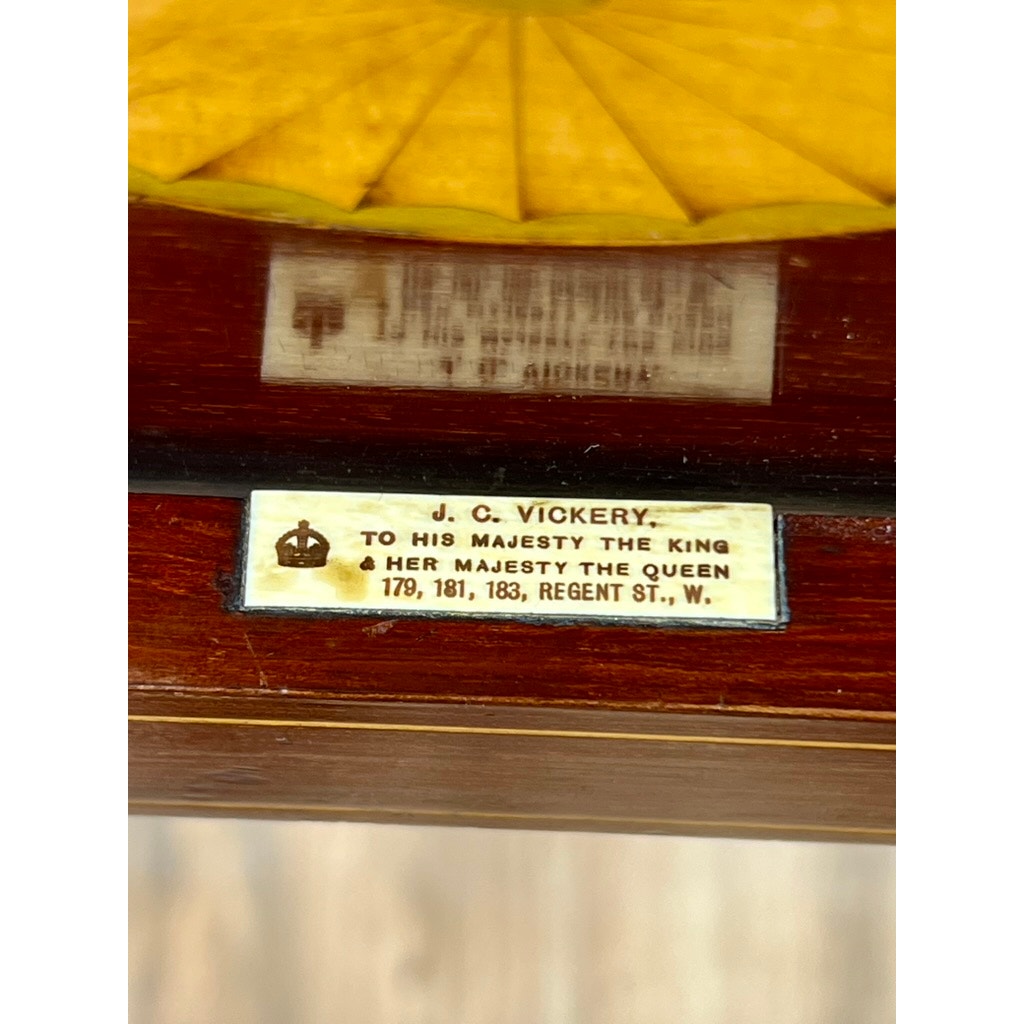 J. C. VICKERY,
TO HIS MAJESTY THE KING
& HER MAJESTY THE QUEEN
179, 181, 183, REGENT ST., W.